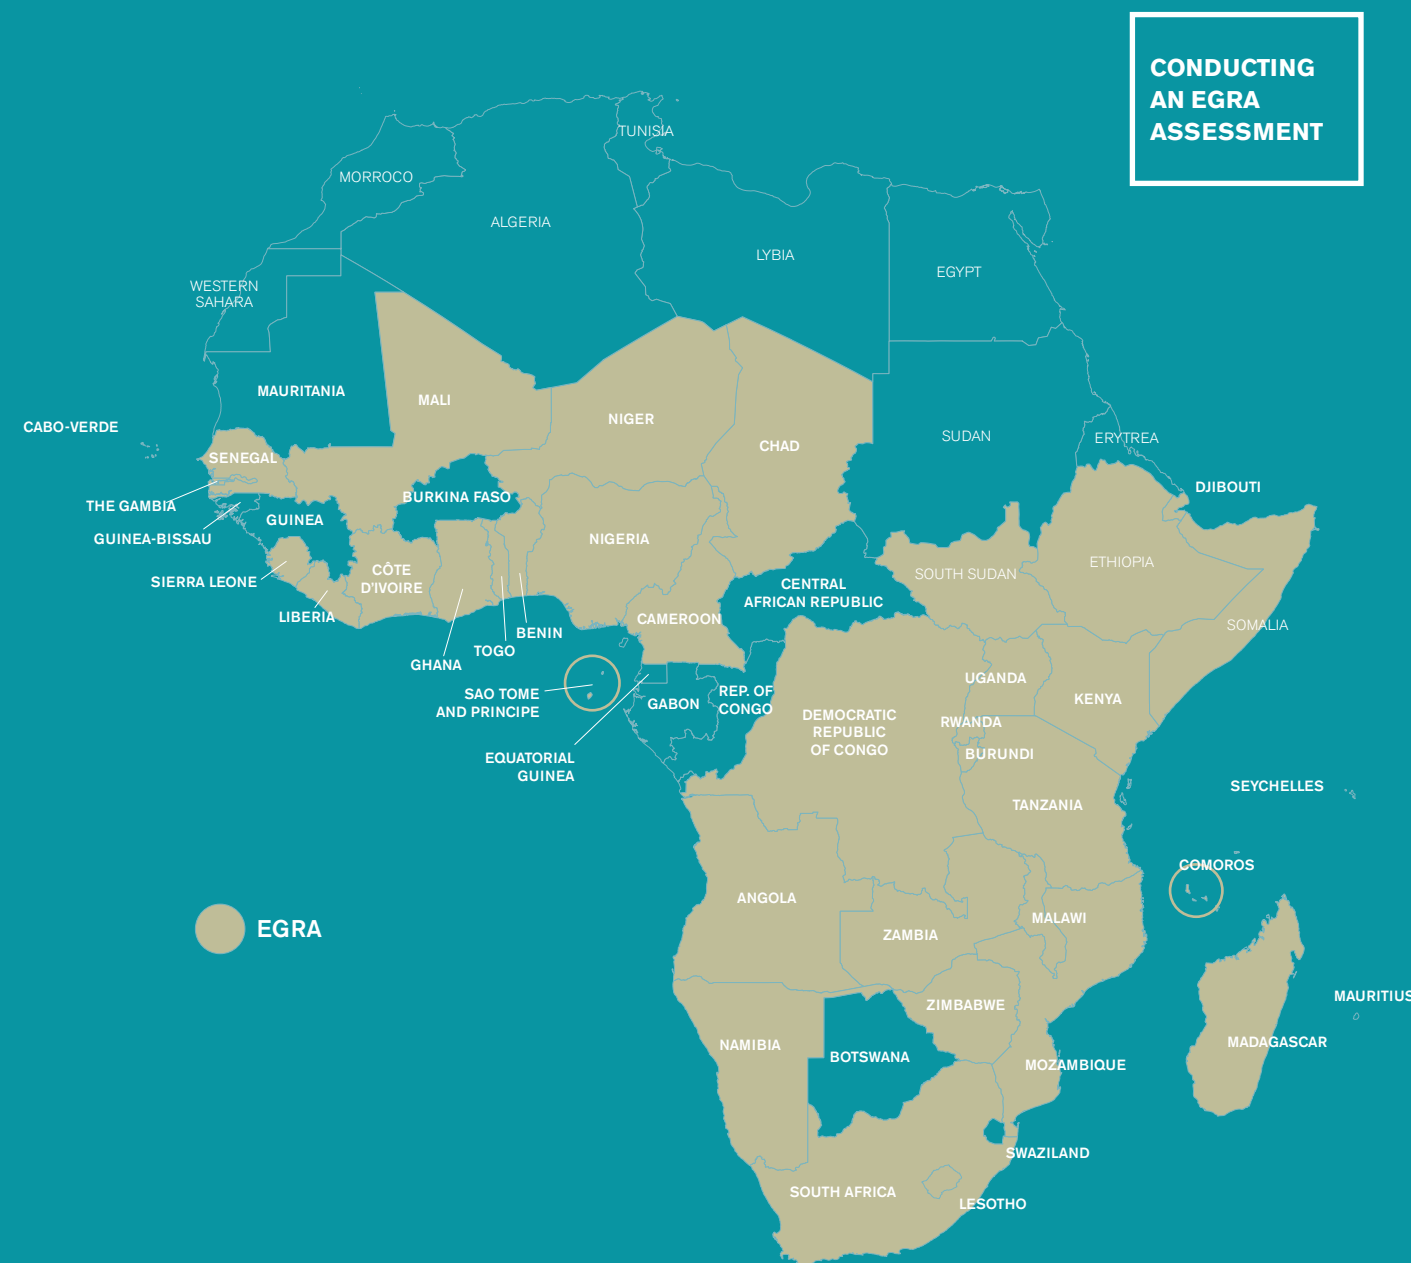 CONDUCTING
AN EGRA
ASSESSMENT
TUNISIA
MORROCO
ALGERIA
LYBIA
EGYPT
WESTERN
SAHARA
MAURITANIA
MALI
NIGER
CHAD
SUDAN
ERYTREA
CABO-VERDE
SENEGAL
DJIBOUTI
THE GAMBIA
BURKINA FASO
GUINEA
GUINEA-BISSAU
NIGERIA
ETHIOPIA
SOUTH SUDAN
CÔTE
D'IVOIRE
SIERRA LEONE
CENTRAL
AFRICAN REPUBLIC
LIBERIA
CAMEROON
SOMALIA
BENIN
TOGO
GHANA
UGANDA
SAO TOME
AND PRINCIPE
GABON
REP. OF
CONGO
KENYA
DEMOCRATIC
REPUBLIC
OF CONGO
RWANDA
BURUNDI
EQUATORIAL
GUINEA
SEYCHELLES
TANZANIA
COMOROS
ANGOLA
MALAWI
EGRA
ZAMBIA
MAURITIUS
ZIMBABWE
NAMIBIA
BOTSWANA
MADAGASCAR
MOZAMBIQUE
SWAZILAND
SOUTH AFRICA
LESOTHO